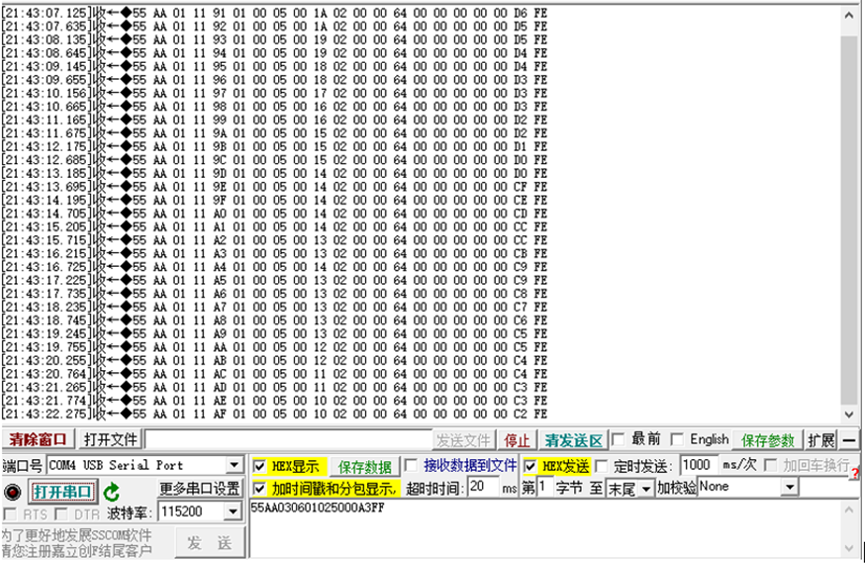 [21:43:07.125]收←◆55 AA 01 11 91 01 00 05 00 1A 02 00 00 64 00 00 00 00 00 D6 FE
[21:43:07.635]收←◆55 AA 01 11 92 01 00 05 00 1A 02 00 00 64 00 00 00 00 00 D5 FE
[21:43:08.135]收←◆55 AA 01 11 93 01 00 05 00 19 02 00 00 64 00 00 00 00 00 D5 FE
[21:43:08.645]收←◆55 AA 01 11 94 01 00 05 00 19 02 00 00 64 00 00 00 00 00 D4 FE
[21:43:09.145]收←◆55 AA 01 11 95 01 00 05 00 18 02 00 00 64 00 00 00 00 00 D4 FE
[21:43:09.655]收←◆55 AA 01 11 96 01 00 05 00 18 02 00 00 64 00 00 00 00 00 D3 FE
[21:43:10.156]收←◆55 AA 01 11 97 01 00 05 00 17 02 00 00 64 00 00 00 00 00 D3 FE
[21:43:10.665]收←◆55 AA 01 11 98 01 00 05 00 16 02 00 00 64 00 00 00 00 00 D3 FE
[21:43:11.165]收←◆55 AA 01 11 99 01 00 05 00 16 02 00 00 64 00 00 00 00 00 D2 FE
[21:43:11.675]收←◆55 AA 01 11 9A 01 00 05 00 15 02 00 00 64 00 00 00 00 00 D2 FE
[21:43:12.175]收←◆55 AA 01 11 9B 01 00 05 00 15 02 00 00 64 00 00 00 00 00 D1 FE
[21:43:12.685]收←◆55 AA 01 11 9C 01 00 05 00 15 02 00 00 64 00 00 00 00 00 D0 FE
[21:43:13.185]收←◆55 AA 01 11 9D 01 00 05 00 14 02 00 00 64 00 00 00 00 00 D0 FE
[21:43:13.695]收←◆55 AA 01 11 9E 01 00 05 00 14 02 00 00 64 00 00 00 00 00 CF FE
[21:43:14.195]收←◆55 AA 01 11 9F 01 00 05 00 14 02 00 00 64 00 00 00 00 00 CE FE
[21:43:14.705]收←◆55 AA 01 11 A0 01 00 05 00 14 02 00 00 64 00 00 00 00 00 CD FE
[21:43:15.205]收←◆55 AA 01 11 A1 01 00 05 00 14 02 00 00 64 00 00 00 00 00 CC FE
[21:43:15.715]收←◆55 AA 01 11 A2 01 00 05 00 13 02 00 00 64 00 00 00 00 00 CC FE
[21:43:16.215]收←◆55 AA 01 11 A3 01 00 05 00 13 02 00 00 64 00 00 00 00 00 CB FE
[21:43:16.725]收←◆55 AA 01 11 A4 01 00 05 00 14 02 00 00 64 00 00 00 00 00 C9 FE
[21:43:17.225]收←◆55 AA 01 11 A5 01 00 05 00 13 02 00 00 64 00 00 00 00 00 C9 FE
[21:43:17.735]收←◆55 AA 01 11 A6 01 00 05 00 13 02 00 00 64 00 00 00 00 00 C8 FE
[21:43:18.235]收←◆55 AA 01 11 A7 01 00 05 00 13 02 00 00 64 00 00 00 00 00 C7 FE
[21:43:18.745]收←◆55 AA 01 11 A8 01 00 05 00 13 02 00 00 64 00 00 00 00 00 C6 FE
[21:43:19.245]收←◆55 AA 01 11 A9 01 00 05 00 13 02 00 00 64 00 00 00 00 00 C5 FE
[21:43:19.755]收←◆55 AA 01 11 AA 01 00 05 00 12 02 00 00 64 00 00 00 00 00 C5 FE
[21:43:20.255]收←◆55 AA 01 11 AB 01 00 05 00 12 02 00 00 64 00 00 00 00 00 C4 FE
[21:43:20.764]收←◆55 AA 01 11 AC 01 00 05 00 11 02 00 00 64 00 00 00 00 00 C4 FE
[21:43:21.265]收←◆55 AA 01 11 AD 01 00 05 00 11 02 00 00 64 00 00 00 00 00 C3 FE
[21:43:21.774]收←◆55 AA 01 11 AE 01 00 05 00 10 02 00 00 64 00 00 00 00 00 C3 FE
[21:43:22.275]收←◆55 AA 01 11 AF 01 00 05 00 10 02 00 00 64 00 00 00 00 00 C2 FE
清除窗口 打开文件 发送文件 停止 清发送区 最前 English 保存参数 扩展 —
端口号 COM4 USB Serial Port HEX显示 保存数据 接收数据到文件 HEX发送 定时发送: 1000 ms/次 加回车换行 ?
打开串口 更多串口设置 加时间戳和分包显示, 超时时间: 20 ms 第1 字节 至 末尾 加校验 None
RTS DTR 波特率: 115200 55AA030601025000A3FF
为了更好地发展SSCOM软件
请您注册嘉立创F结尾客户 发 送